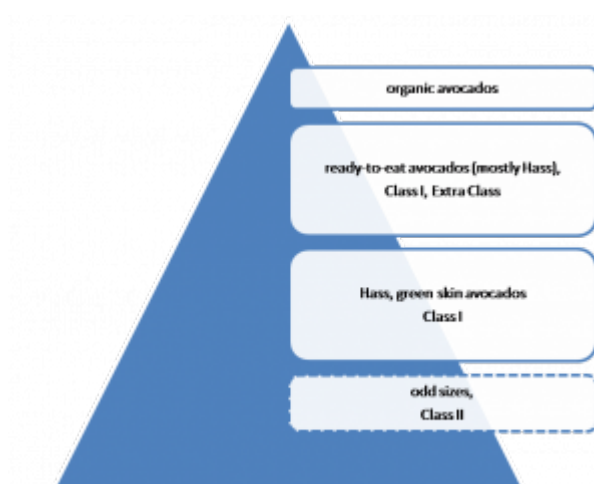 organic avocados
ready-to-eat avocados (mostly Hass),
Class I, Extra Class
Hass, green skin avocados
Class I
odd sizes,
Class II